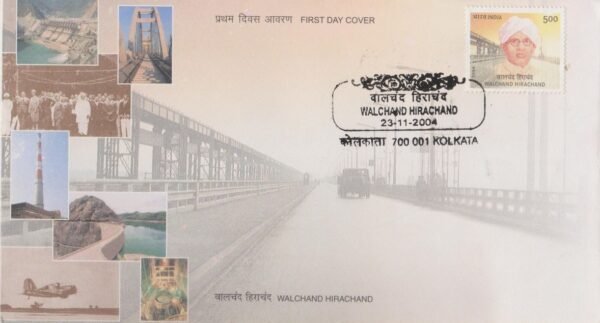 प्रथम दिवस आवरण FIRST DAY COVER
भारत INDIA 5.00
वालचंद हिराचंद
WALCHAND HIRACHAND
वालचंद हिराचंद
WALCHAND HIRACHAND
23-11-2004
कोलकाता 700 001 KOLKATA
वालचंद हिराचंद WALCHAND HIRACHAND